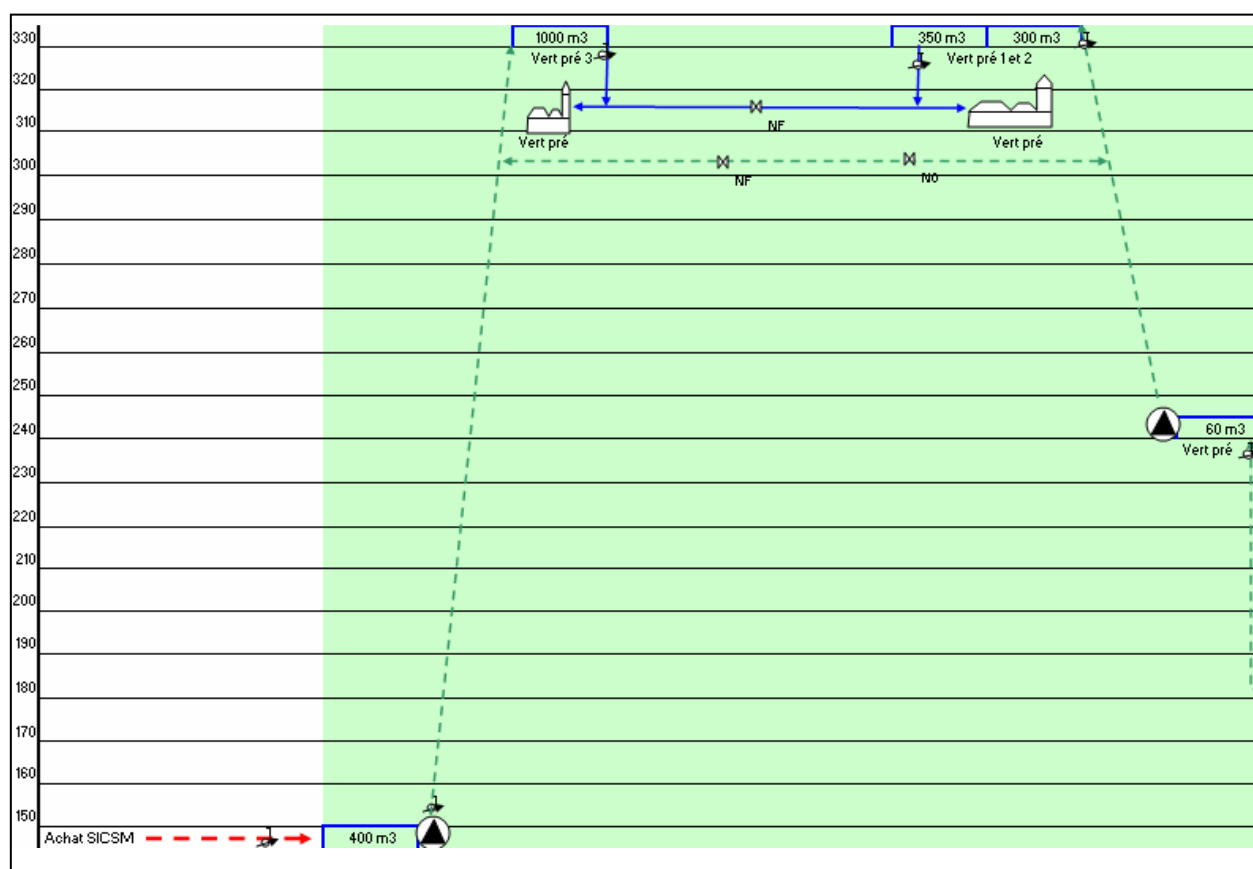 330
1000 m3
350 m3
300 m3
Vert pré 3
Vert pré 1 et 2
320
310
NF
Vert pré
Vert pré
300
NF
N0
290
280
270
260
250
240
60 m3
Vert pré
230
220
210
200
190
180
170
160
150
Achat SICSM
400 m3